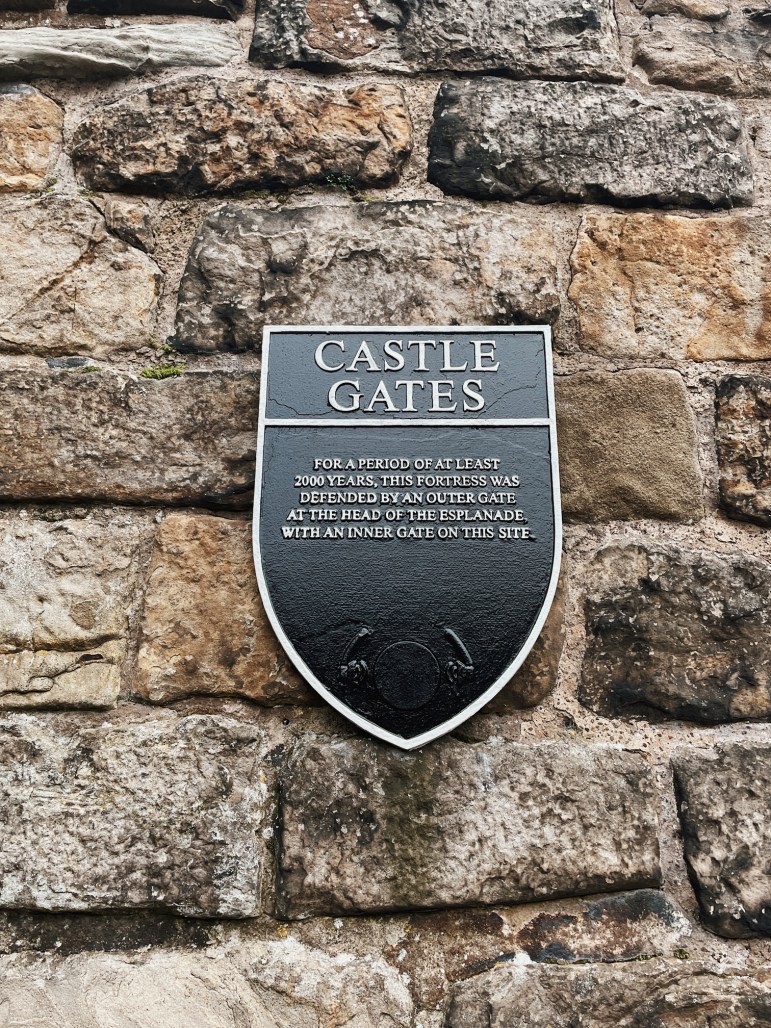 CASTLE
GATES
FOR A PERIOD OF AT LEAST
2000 YEARS, THIS FORTRESS WAS
DEFENDED BY AN OUTER GATE
AT THE HEAD OF THE ESPLANADE
WITH AN INNER GATE ON THIS SITE